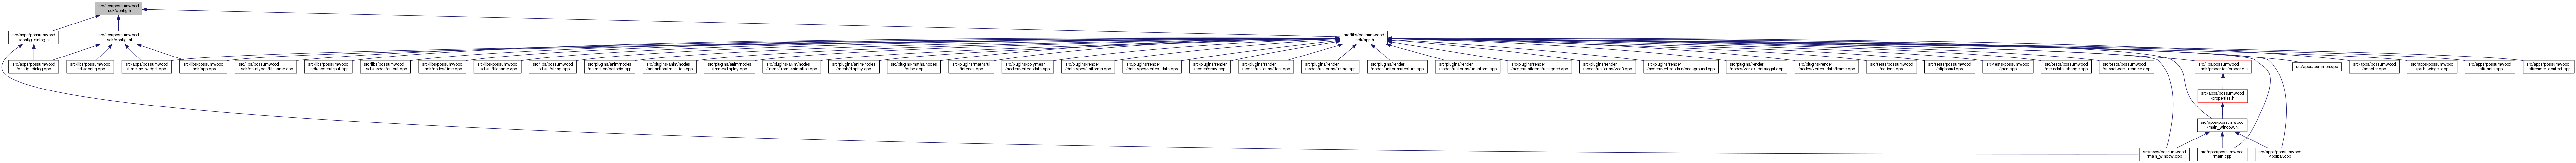 src/libs/possumwood
_sdk/config.h
src/apps/possumwood
/config_dialog.h
src/libs/possumwood
_sdk/config.inl
src/libs/possumwood
_sdk/app.h
src/apps/possumwood
/config_dialog.cpp
src/libs/possumwood
_sdk/config.cpp
src/apps/possumwood
/timeline_widget.cpp
src/libs/possumwood
_sdk/app.cpp
src/libs/possumwood
_sdk/datatypes/filename.cpp
src/libs/possumwood
_sdk/nodes/input.cpp
src/libs/possumwood
_sdk/nodes/output.cpp
src/libs/possumwood
_sdk/nodes/time.cpp
src/libs/possumwood
_sdk/ui/filename.cpp
src/libs/possumwood
_sdk/ui/string.cpp
src/plugins/anim/nodes
/animation/periodic.cpp
src/plugins/anim/nodes
/animation/transition.cpp
src/plugins/anim/nodes
/frame/display.cpp
src/plugins/anim/nodes
/frame/from_animation.cpp
src/plugins/anim/nodes
/mesh/display.cpp
src/plugins/maths/nodes
/cube.cpp
src/plugins/maths/ui
/interval.cpp
src/plugins/polymesh
/nodes/vertex_data.cpp
src/plugins/render
/datatypes/uniforms.cpp
src/plugins/render
/datatypes/vertex_data.cpp
src/plugins/render
/nodes/draw.cpp
src/plugins/render
/nodes/uniforms/float.cpp
src/plugins/render
/nodes/uniforms/frame.cpp
src/plugins/render
/nodes/uniforms/texture.cpp
src/plugins/render
/nodes/uniforms/transform.cpp
src/plugins/render
/nodes/uniforms/unsigned.cpp
src/plugins/render
/nodes/uniforms/vec3.cpp
src/plugins/render
/nodes/vertex_data/background.cpp
src/plugins/render
/nodes/vertex_data/cgal.cpp
src/plugins/render
/nodes/vertex_data/frame.cpp
src/tests/possumwood
/actions.cpp
src/tests/possumwood
/clipboard.cpp
src/tests/possumwood
/json.cpp
src/tests/possumwood
/metadata_change.cpp
src/tests/possumwood
/subnetwork_rename.cpp
src/libs/possumwood
_sdk/properties/property.h
src/apps/common.cpp
src/apps/possumwood
/adaptor.cpp
src/apps/possumwood
/path_widget.cpp
src/apps/possumwood
_cli/main.cpp
src/apps/possumwood
_cli/render_context.cpp
src/apps/possumwood
/properties.h
src/apps/possumwood
/main_window.h
src/apps/possumwood
/main_window.cpp
src/apps/possumwood
/main.cpp
src/apps/possumwood
/toolbar.cpp